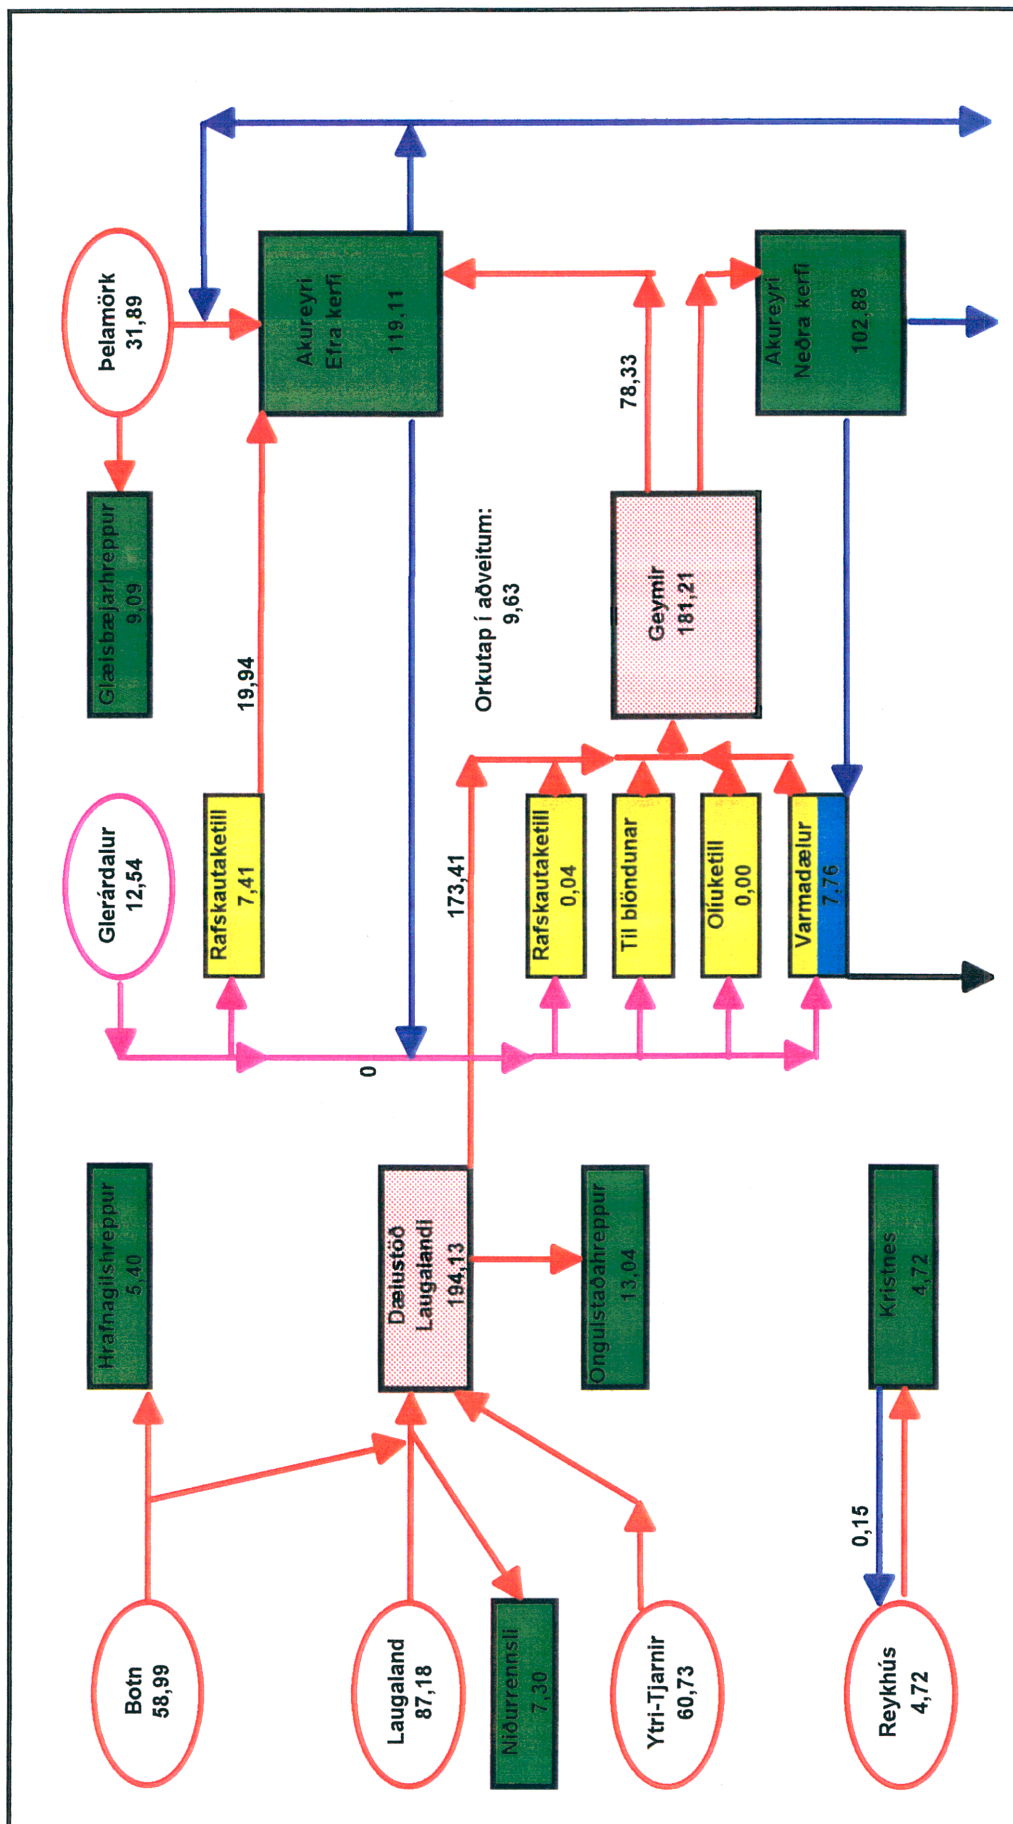 Botn
58,99
Laugaland
87,18
Niðurrennsli
7,30
Ytri-Tjarnir
60,73
Reykhús
4,72
0,15
Hrafnagilshreppur
5,40
Dælustöð
Laugalandi
194,13
Ongulstaðahreppur
13,04
Kristnes
4,72
0
Glerárdalur
12,54
Rafskautaketill
7,41
173,41
Rafskautaketill
0,04
Til blöndunar
Olíuketill
0,00
Varmadælur
7,76
19,94
Glæisbæjarhreppur
9,09
Orkutap í aðveitum:
9,63
Geymir
181,21
78,33
Þelamörk
31,89
Akureyri
Efra kerfi
119,11
Akureyri
Neðra kerfi
102,88